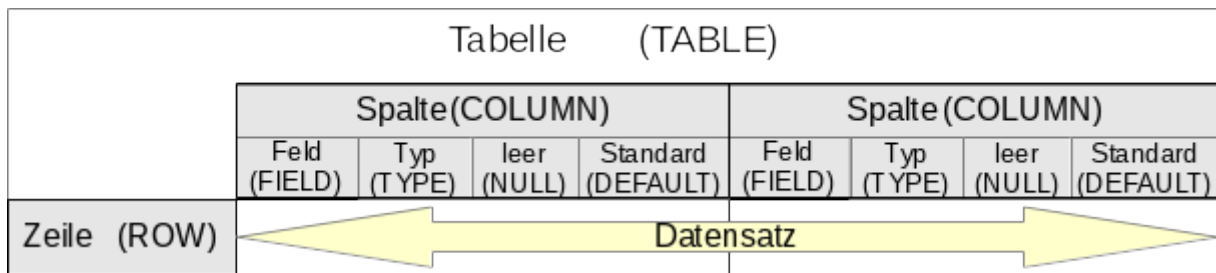 Tabelle (TABLE)
Spalte(COLUMN) Spalte(COLUMN)
Feld Typ leer Standard Feld Typ leer Standard
(FIELD) (TYPE) (NULL) (DEFAULT) (FIELD) (TYPE) (NULL) (DEFAULT)
Zeile (ROW) Datensatz